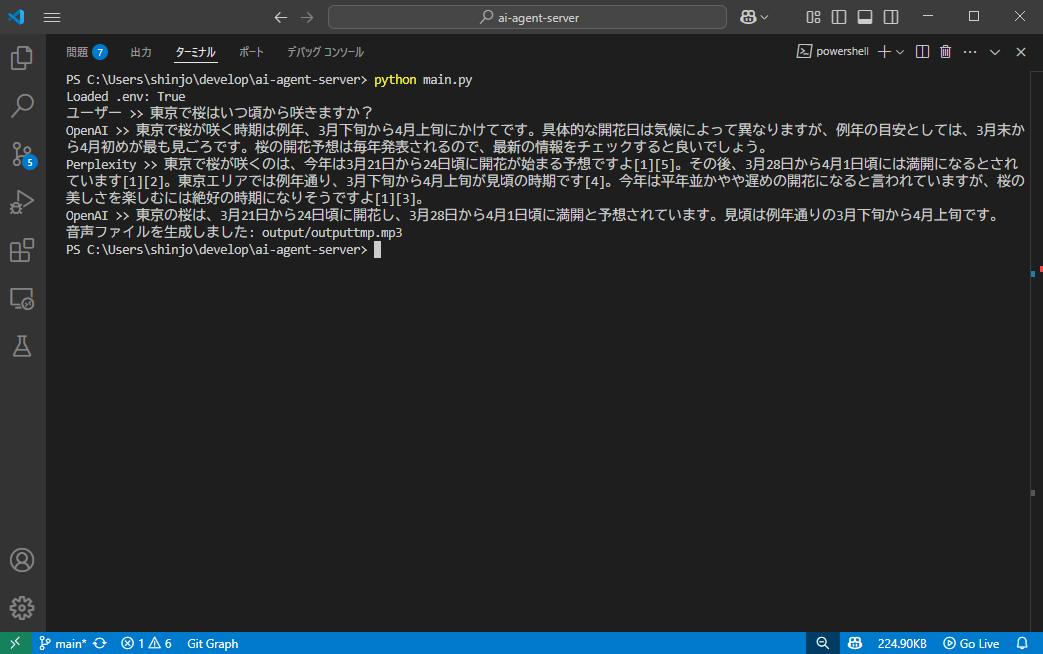 ai-agent-server
問題 7 出力 ターミナル ポート デバッグ コンソール powershell
PS C:\Users\shinjo\develop\ai-agent-server> python main.py
Loaded .env: True
ユーザー >> 東京で桜はいつ頃から咲きますか？
OpenAI >> 東京で桜が咲く時期は例年、3月下旬から4月上旬にかけてです。具体的な開花日は気候によって異なりますが、例年の目安としては、3月末か
ら4月初めが最も見ごろです。桜の開花予想は毎年発表されるので、最新の情報をチェックすると良いでしょう。
Perplexity >> 東京で桜が咲くのは、今年は3月21日から24日頃に開花が始まる予想ですよ[1][5]。その後、3月28日から4月1日頃には満開になるとされ
ています[1][2]。東京エリアでは例年通り、3月下旬から4月上旬が見頃の時期です[4]。今年は平年並かやや遅めの開花になると言われていますが、桜の
美しさを楽しむには絶好の時期になりそうですよ[1][3]。
OpenAI >> 東京の桜は、3月21日から24日頃に開花し、3月28日から4月1日頃に満開と予想されています。見頃は例年通りの3月下旬から4月上旬です。
音声ファイルを生成しました: output/outputtmp.mp3
PS C:\Users\shinjo\develop\ai-agent-server>
5
main* 1 6 Git Graph 224.90KB Go Live